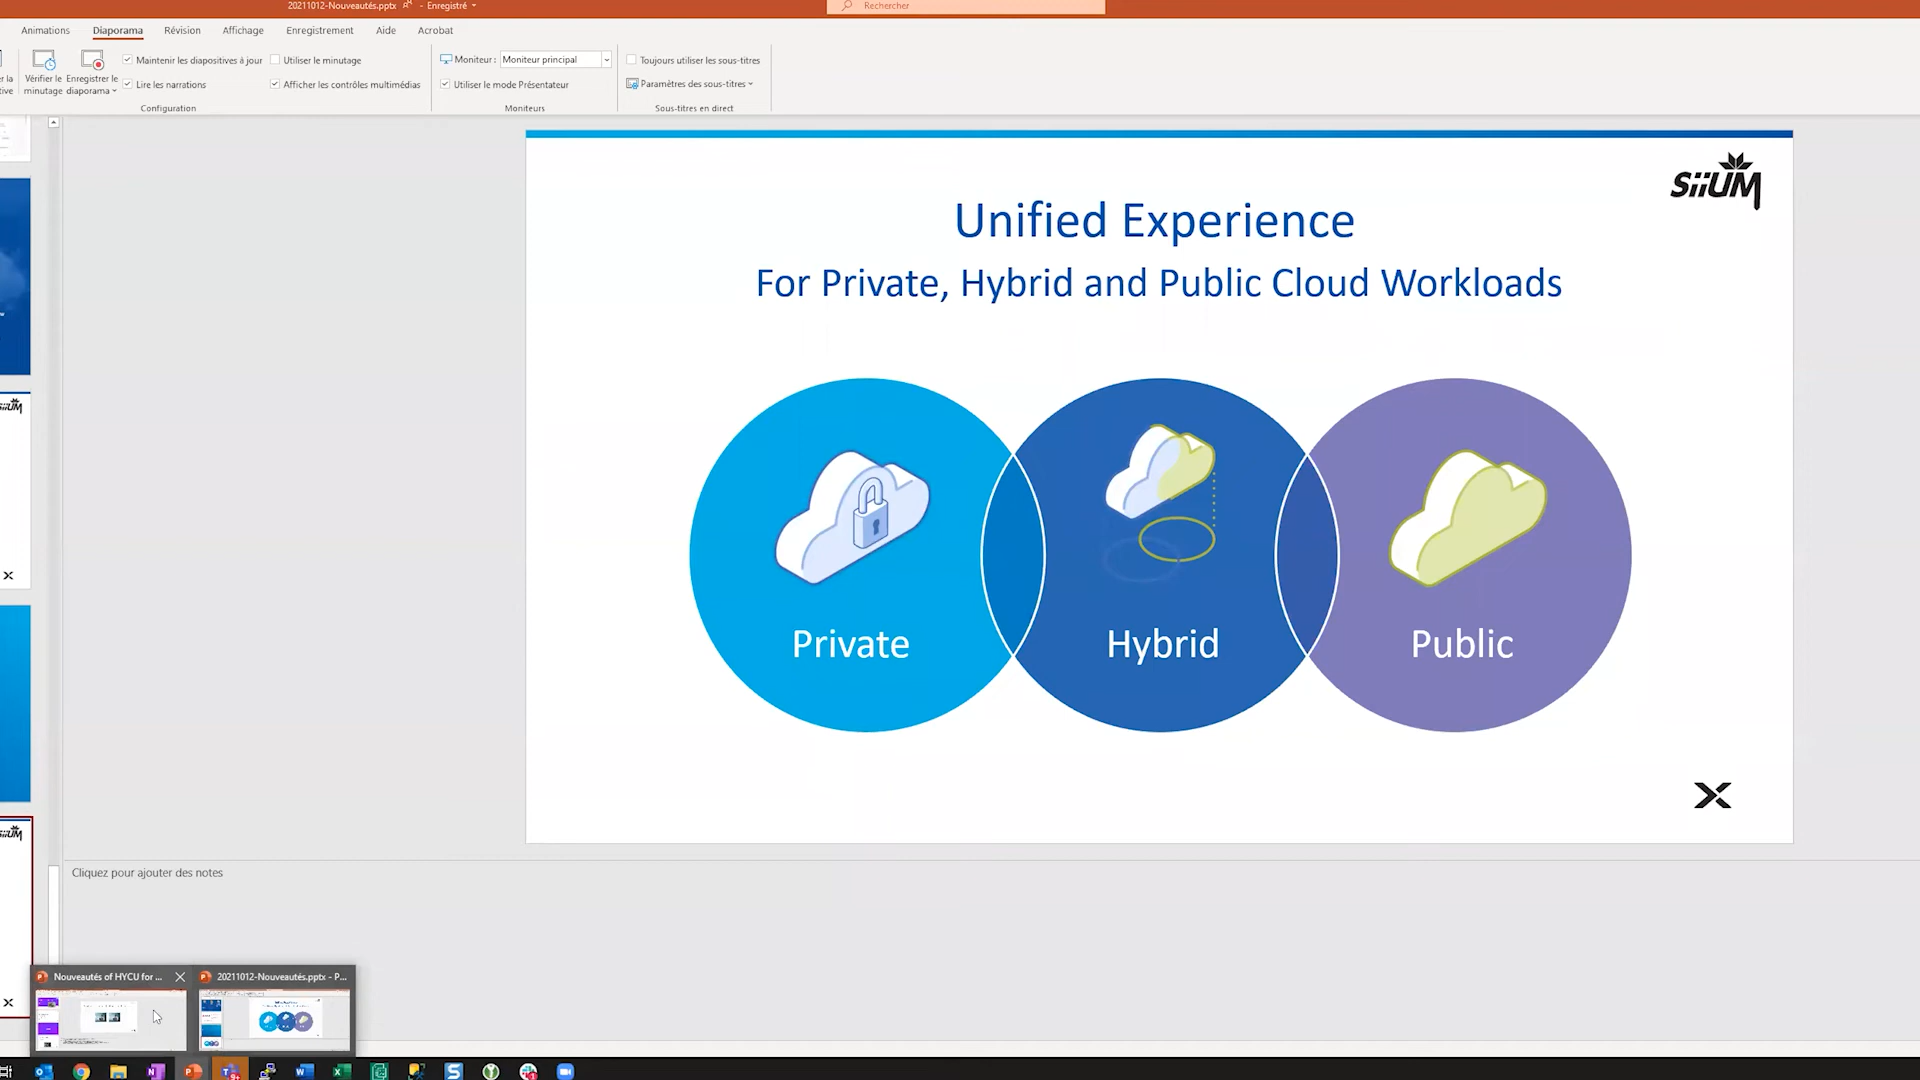 20211012-Nouveautés.pptx - Enregistré
Rechercher
Animations Diaporama Révision Affichage Enregistrement Aide Acrobat
Vérifier le minutage
Enregistrer le diaporama
Maintenir les diapositives à jour
Lire les narrations
Utiliser le minutage
Afficher les contrôles multimédias
Configuration
Moniteur : Moniteur principal
Utiliser le mode Présentateur
Moniteurs
Toujours utiliser les sous-titres
Paramètres des sous-titres
Sous-titres en direct
SiiUM
Unified Experience
For Private, Hybrid and Public Cloud Workloads
Private
Hybrid
Public
SiiUM
SiiUM
Cliquez pour ajouter des notes
Nouveautés of HYCU for ...
20211012-Nouveautés.pptx - P...